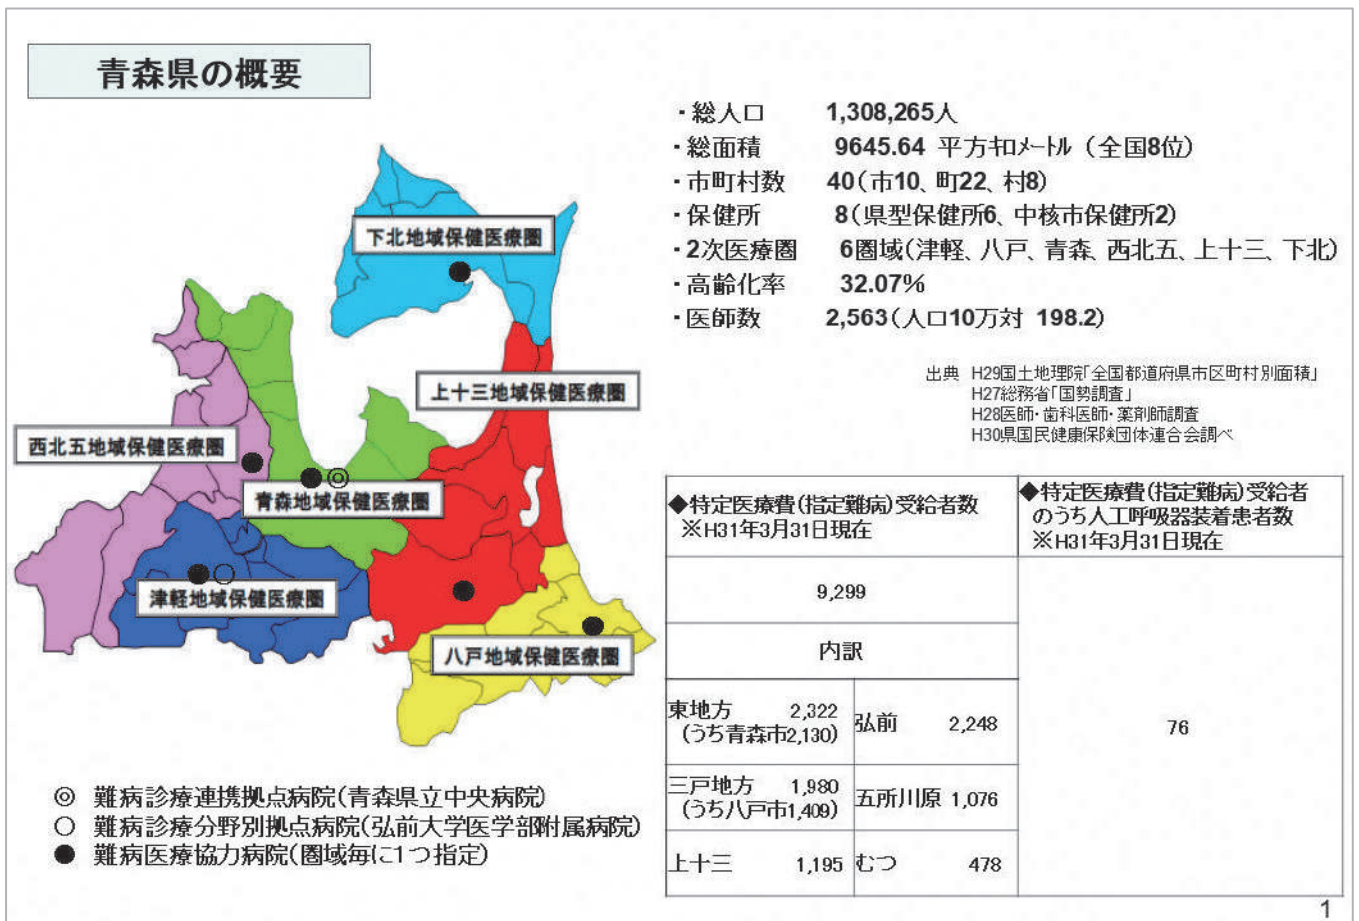 青森県の概要
・総人口 1,308,265人
・総面積 9645.64 平方キロメートル（全国8位）
・市町村数 40（市10、町22、村8）
・保健所 8（県型保健所6、中核市保健所2）
・2次医療圏 6圏域（津軽、八戸、青森、西北五、上十三、下北）
・高齢化率 32.07%
・医師数 2,563（人口10万対 198.2）
出典 H29国土地理院「全国都道府県市区町村別面積」
H27総務省「国勢調査」
H28医師・歯科医師・薬剤師調査
H30県国民健康保険団体連合会調べ
下北地域保健医療圏
上十三地域保健医療圏
西北五地域保健医療圏
青森地域保健医療圏
津軽地域保健医療圏
八戸地域保健医療圏
◎ 難病診療連携拠点病院（青森県立中央病院）
○ 難病診療分野別拠点病院（弘前大学医学部附属病院）
● 難病医療協力病院（圏域毎に1つ指定）
◆特定医療費（指定難病）受給者数
※H31年3月31日現在
◆特定医療費（指定難病）受給者
のうち人工呼吸器装着患者数
※H31年3月31日現在
9,299
内訳
東地方 2,322
（うち青森市2,130）
弘前 2,248
76
三戸地方 1,980
（うち八戸市1,409）
五所川原 1,076
上十三 1,195
むつ 478
1